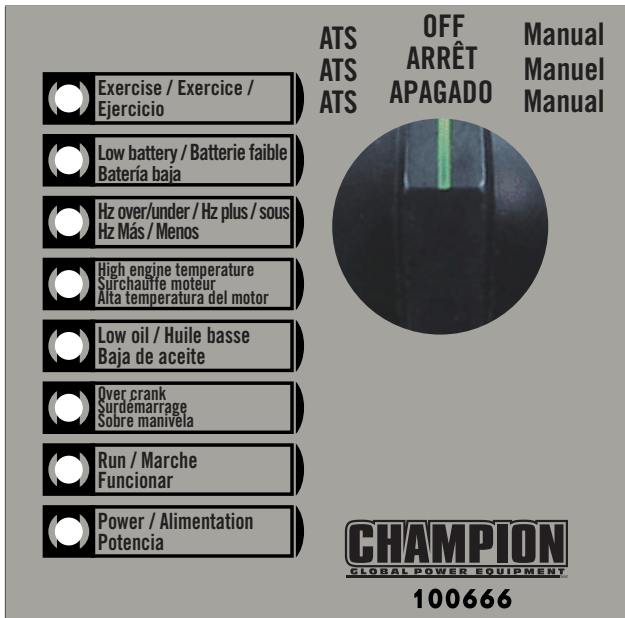 ATS
OFF
Manual
ATS
ARRÊT
Manuel
ATS
APAGADO
Manual
Exercise / Exercice /
Ejercicio
Low battery / Batterie faible
Batería baja
Hz over/under / Hz plus / sous
Hz Más / Menos
High engine temperature
Surchauffe moteur
Alta temperatura del motor
Low oil / Huile basse
Baja de aceite
Over crank
Surdémarrage
Sobre manivela
Run / Marche
Funcionar
Power / Alimentation
Potencia
CHAMPION
GLOBAL POWER EQUIPMENT
100666